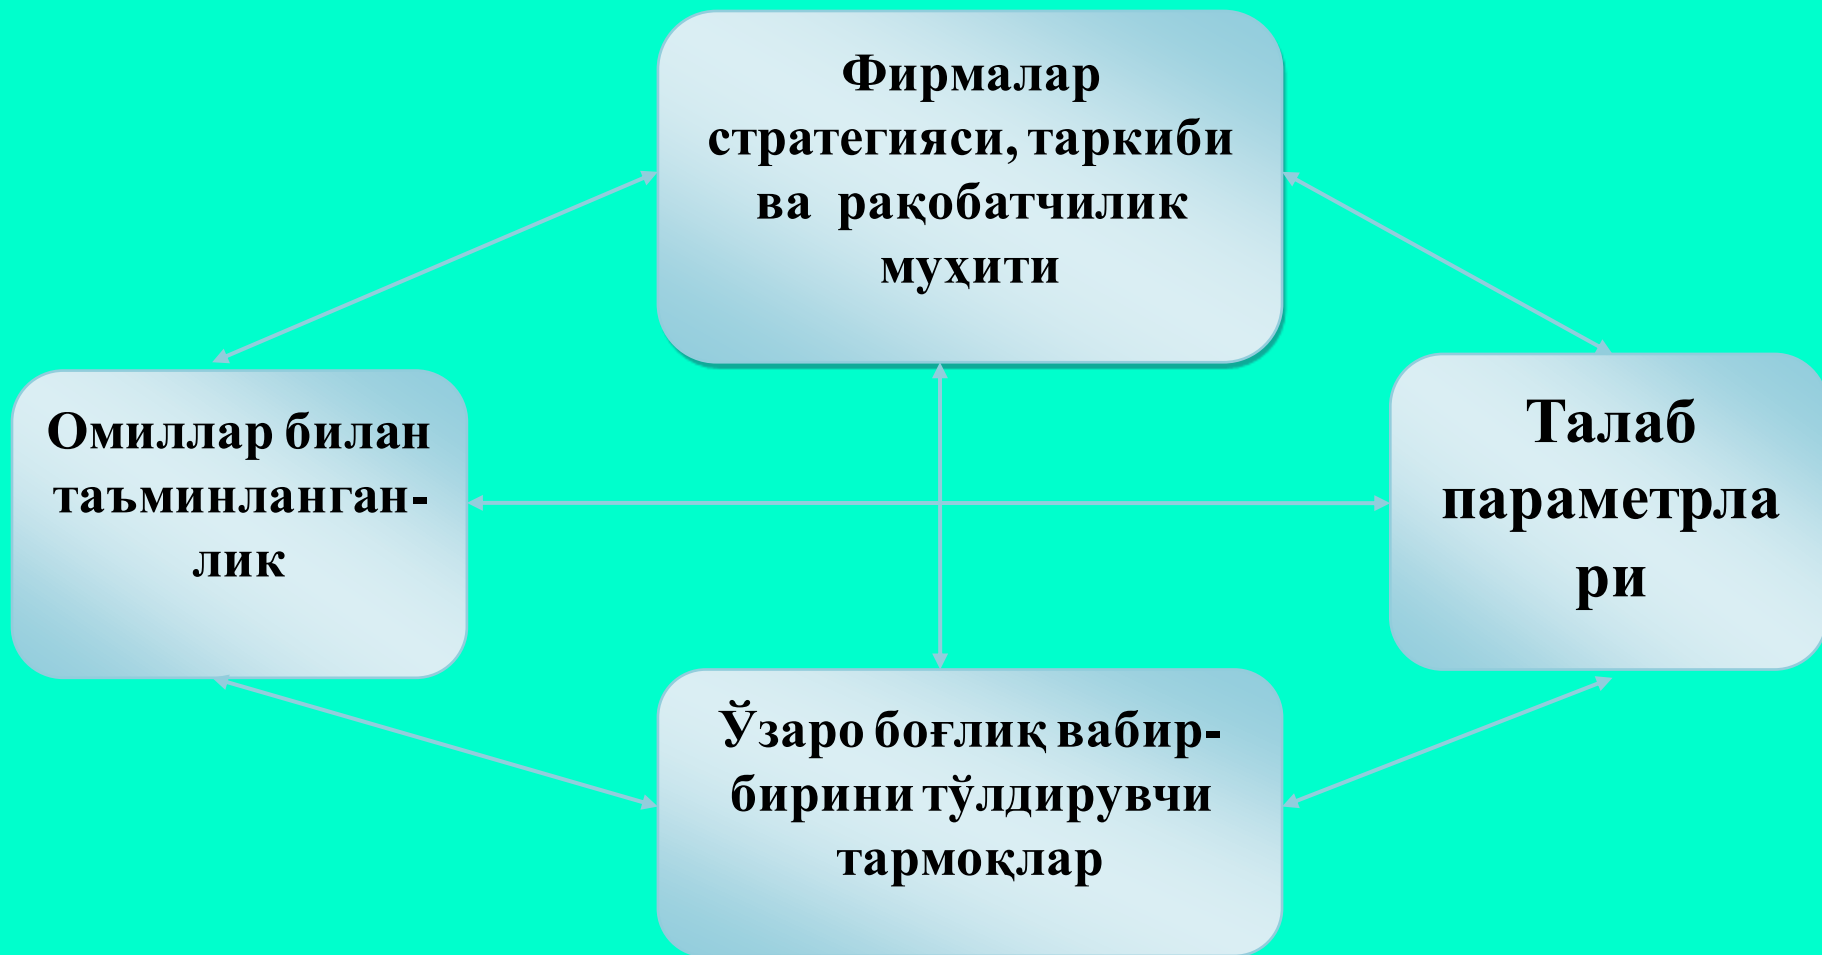 Фирмалар
стратегияси, таркиби
ва рақобатчилик
муҳити
Омиллар билан
таъминланган-
лик
Талаб
параметрла
ри
Ўзаро боғлиқ вабир-
бирини тўлдирувчи
тармоқлар